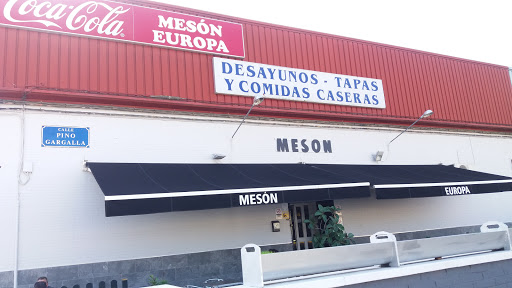 Coca-Cola
MESÓN
EUROPA
DESAYUNOS - TAPAS
Y COMIDAS CASERAS
CALLE
PINO
GARGALLA
MESON
MESÓN
EUROPA